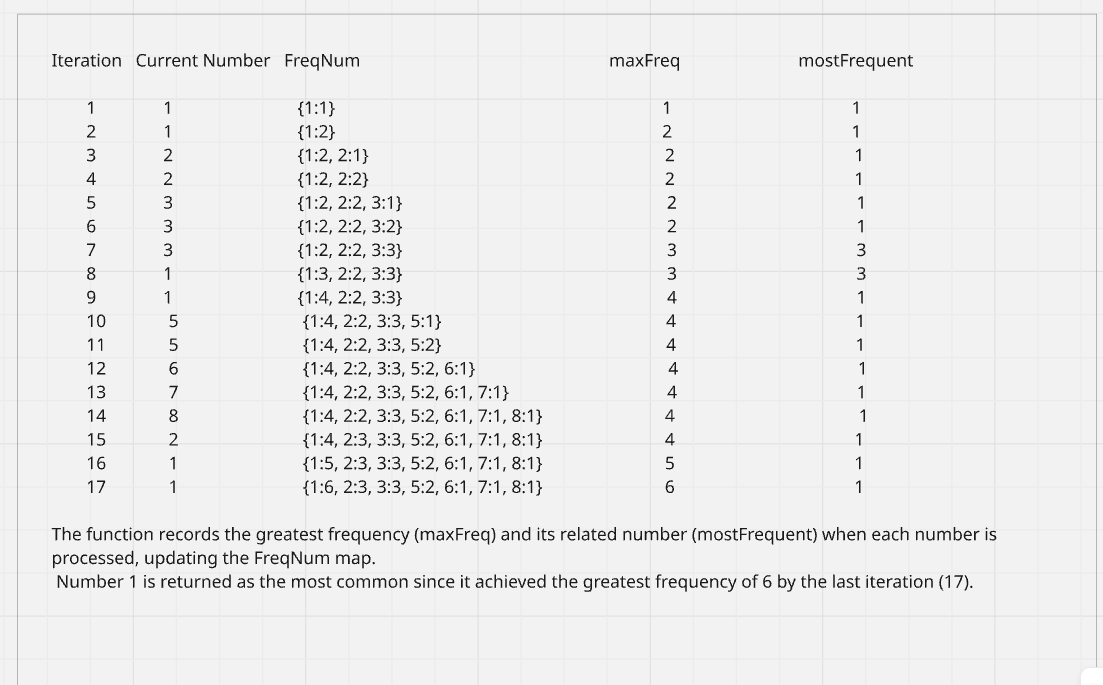 Iteration Current Number FreqNum maxFreq mostFrequent
1 1 {1:1} 1 1
2 1 {1:2} 2 1
3 2 {1:2, 2:1} 2 1
4 2 {1:2, 2:2} 2 1
5 3 {1:2, 2:2, 3:1} 2 1
6 3 {1:2, 2:2, 3:2} 2 1
7 3 {1:2, 2:2, 3:3} 3 3
8 1 {1:3, 2:2, 3:3} 3 3
9 1 {1:4, 2:2, 3:3} 4 1
10 5 {1:4, 2:2, 3:3, 5:1} 4 1
11 5 {1:4, 2:2, 3:3, 5:2} 4 1
12 6 {1:4, 2:2, 3:3, 5:2, 6:1} 4 1
13 7 {1:4, 2:2, 3:3, 5:2, 6:1, 7:1} 4 1
14 8 {1:4, 2:2, 3:3, 5:2, 6:1, 7:1, 8:1} 4 1
15 2 {1:4, 2:3, 3:3, 5:2, 6:1, 7:1, 8:1} 4 1
16 1 {1:5, 2:3, 3:3, 5:2, 6:1, 7:1, 8:1} 5 1
17 1 {1:6, 2:3, 3:3, 5:2, 6:1, 7:1, 8:1} 6 1
The function records the greatest frequency (maxFreq) and its related number (mostFrequent) when each number is
processed, updating the FreqNum map.
Number 1 is returned as the most common since it achieved the greatest frequency of 6 by the last iteration (17).